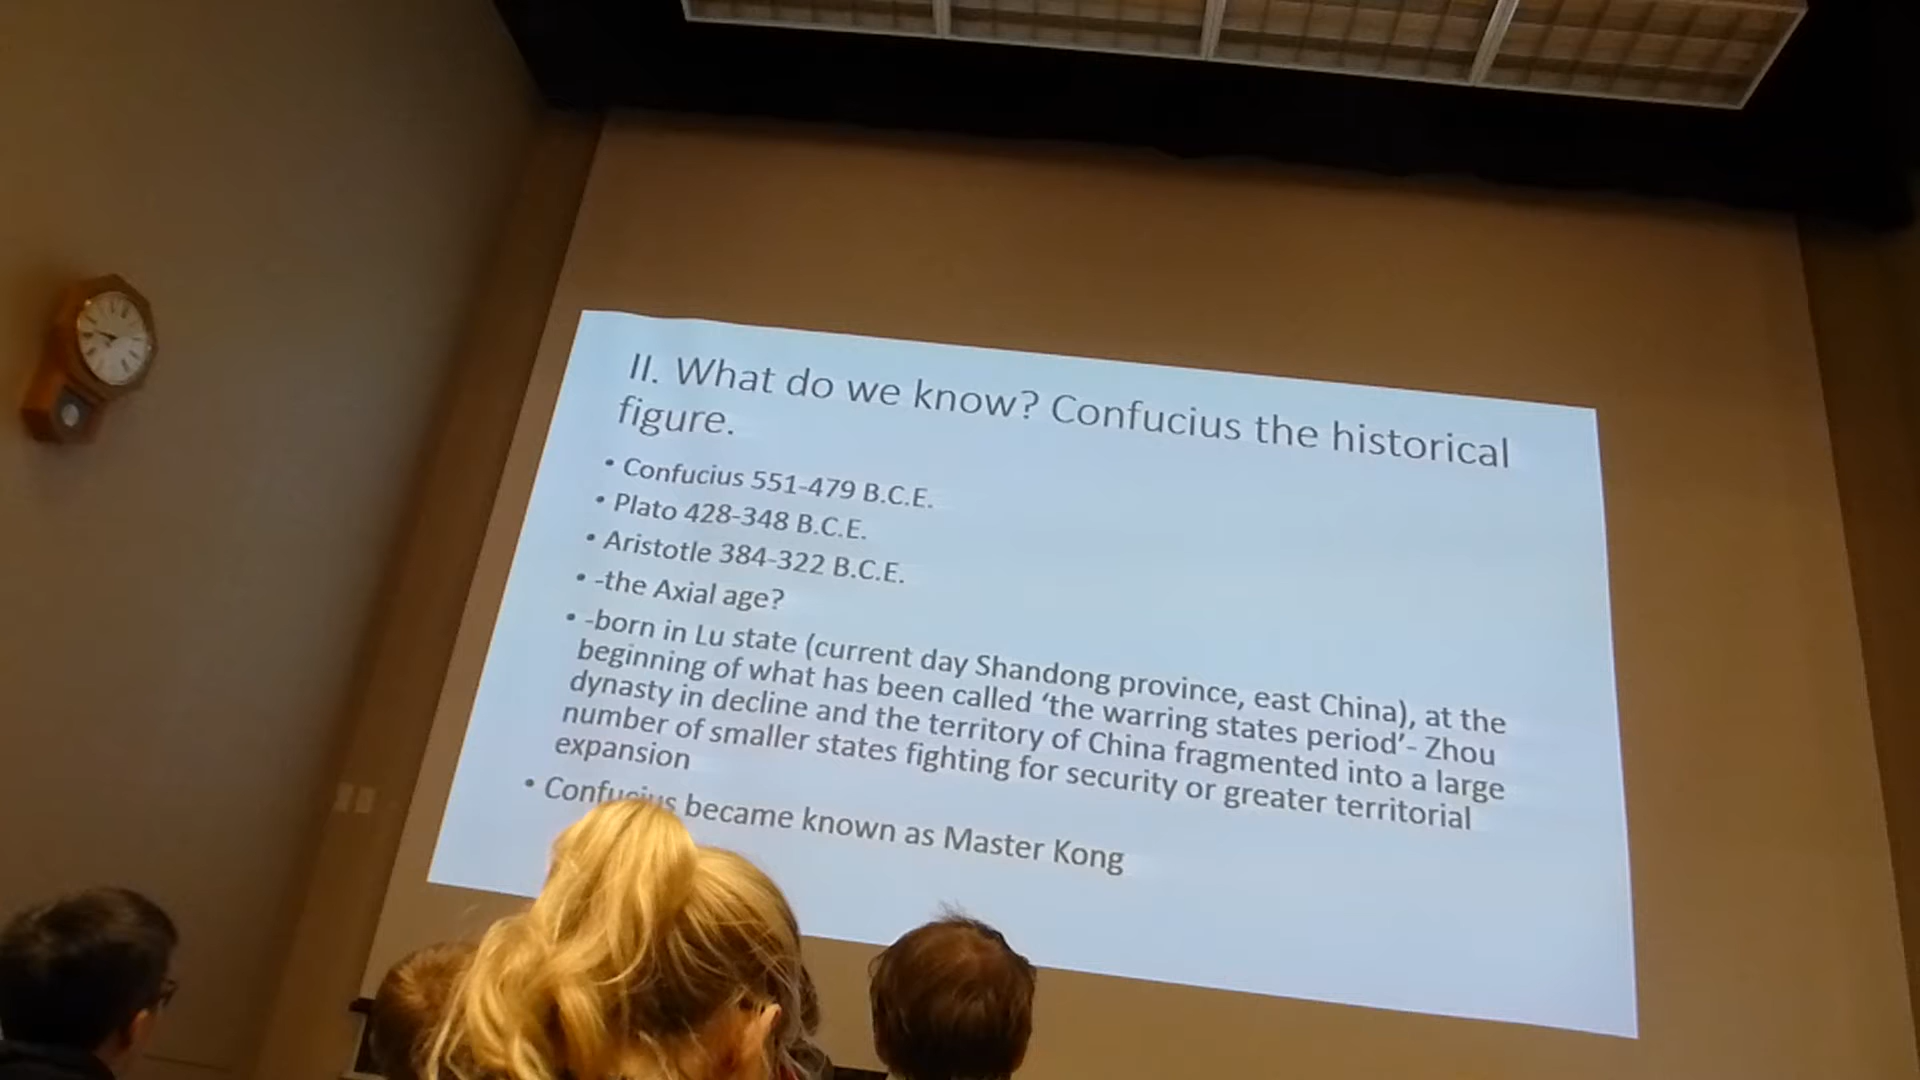 II. What do we know? Confucius the historical
figure.
• Confucius 551-479 B.C.E.
• Plato 428-348 B.C.E.
• Aristotle 384-322 B.C.E.
• -the Axial age?
• -born in Lu state (current day Shandong province, east China), at the
beginning of what has been called ‘the warring states period’- Zhou
dynasty in decline and the territory of China fragmented into a large
number of smaller states fighting for security or greater territorial
expansion
• Confucius became known as Master Kong